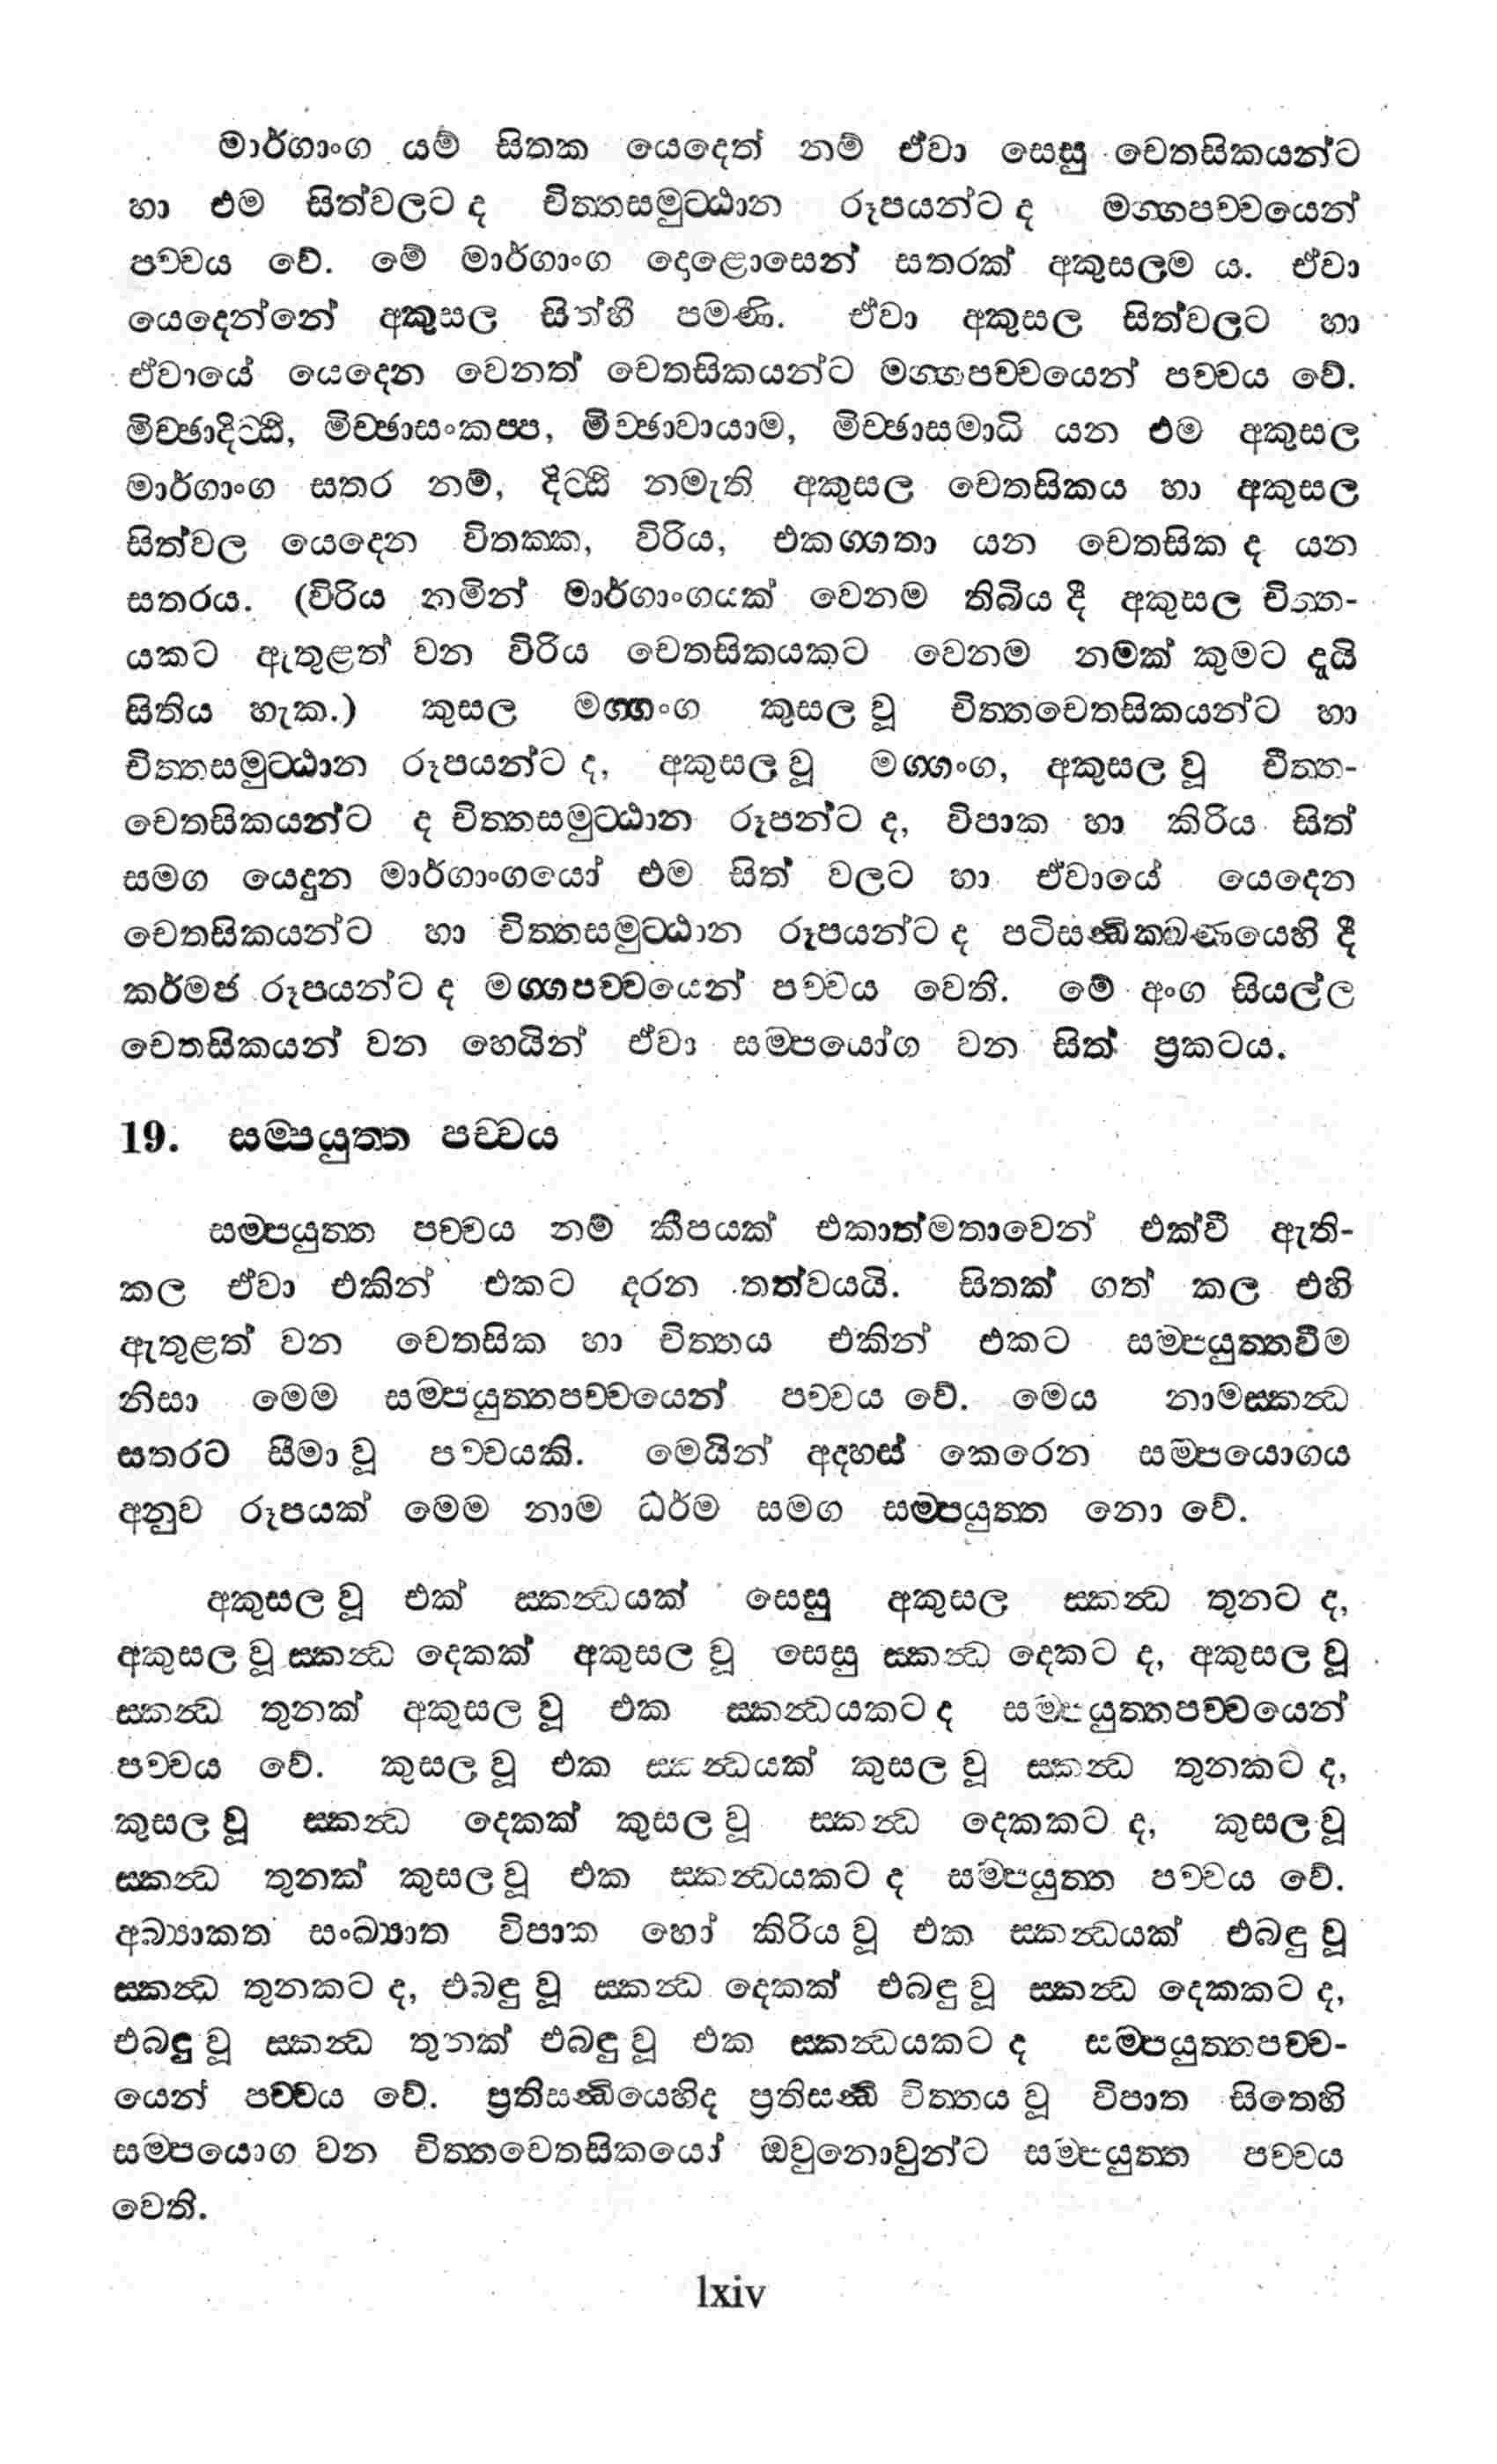 මාර්ගාංග යම් සිතක යෙදෙත් නම් ඒවා සෙසු චෙතසිකයන්ට
හා එම සිත්වලට ද චිත්‍තසමුට්ඨාන රූපයන්ට ද මග්ගපච්චයෙන්
පච්චය වේ. මේ මාර්ගාංග දොළොසෙන් සතරක් අකුසලම ය. ඒවා
යෙදෙන්නේ අකුසල සිත්හි පමණි. ඒවා අකුසල සිත්වලට හා
ඒවායේ යෙදෙන වෙනත් චෙතසිකයන්ට මග්ගපච්චයෙන් පච්චය වේ.
මිච්ඡාදිට්ඨි, මිච්ඡාසංකප්ප, මිච්ඡාවායාම, මිච්ඡාසමාධි යන එම අකුසල
මාර්ගාංග සතර නම්, දිට්ඨි නමැති අකුසල චෙතසිකය හා අකුසල
සිත්වල යෙදෙන විතක්ක, විරිය, එකග්ගතා යන චෙතසික ද යන
සතරය. (විරිය නමින් මාර්ගාංගයක් වෙනම තිබිය දී අකුසල චිත්ත-
යකට ඇතුළත් වන විරිය චෙතසිකයකට වෙනම නමක් කුමට දැයි
සිතිය හැක.) කුසල මග්ගංග කුසල වූ චිත්තචෙතසිකයන්ට හා
චිත්තසමුට්ඨාන රූපයන්ට ද, අකුසල වූ මග්ගංග, අකුසල වූ චිත්ත-
චෙතසිකයන්ට ද චිත්තසමුට්ඨාන රූපන්ට ද, විපාක හා කිරිය සිත්
සමග යෙදුන මාර්ගාංගයෝ එම සිත් වලට හා ඒවායේ යෙදෙන
චෙතසිකයන්ට හා චිත්තසමුට්ඨාන රූපයන්ට ද පටිසන්ධික්ඛණයෙහි දී
කර්මජ රූපයන්ට ද මග්ගපච්චයෙන් පච්චය වෙති. මේ අංග සියල්ල
චෙතසිකයන් වන හෙයින් ඒවා සම්පයෝග වන සිත් ප්‍රකටය.
19. සම්පයුත්ත පච්චය
සම්පයුත්ත පච්චය නම් කීපයක් එකාත්මතාවෙන් එක්වී ඇති-
කල ඒවා එකින් එකට දරන තත්වයයි. සිතක් ගත් කල එහි
ඇතුළත් වන චෙතසික හා චිත්තය එකින් එකට සම්පයුත්තවීම
නිසා මෙම සම්පයුත්තපච්චයෙන් පච්චය වේ. මෙය නාමස්කන්ධ
සතරට සීමා වූ පච්චයකි. මෙයින් අදහස් කෙරෙන සම්පයොගය
අනුව රූපයක් මෙම නාම ධර්ම සමග සම්පයුත්ත නො වේ.
අකුසල වූ එක් ස්කන්ධයක් සෙසු අකුසල ස්කන්ධ තුනට ද,
අකුසල වූ ස්කන්ධ දෙකක් අකුසල වූ සෙසු ස්කන්ධ දෙකට ද, අකුසල වූ
ස්කන්ධ තුනක් අකුසල වූ එක ස්කන්ධයකට ද සම්පයුත්තපච්චයෙන්
පච්චය වේ. කුසල වූ එක ස්කන්ධයක් කුසල වූ ස්කන්ධ තුනකට ද,
කුසල වූ ස්කන්ධ දෙකක් කුසල වූ ස්කන්ධ දෙකකට ද, කුසල වූ
ස්කන්ධ තුනක් කුසල වූ එක ස්කන්ධයකට ද සම්පයුත්ත පච්චය වේ.
අබ්‍යාකත සංඛ්‍යාත විපාක හෝ කිරිය වූ එක ස්කන්ධයක් එබඳු වූ
ස්කන්ධ තුනකට ද, එබඳු වූ ස්කන්ධ දෙකක් එබඳු වූ ස්කන්ධ දෙකකට ද,
එබඳු වූ ස්කන්ධ තුනක් එබඳු වූ එක ස්කන්ධයකට ද සම්පයුත්තපච්ච-
යෙන් පච්චය වේ. ප්‍රතිසන්ධියෙහිද ප්‍රතිසන්ධි චිත්තය වූ විපාත සිතෙහි
සම්පයොග වන චිත්තචෙතසිකයෝ ඔවුනොවුන්ට සම්පයුත්ත පච්චය
වෙති.
lxiv